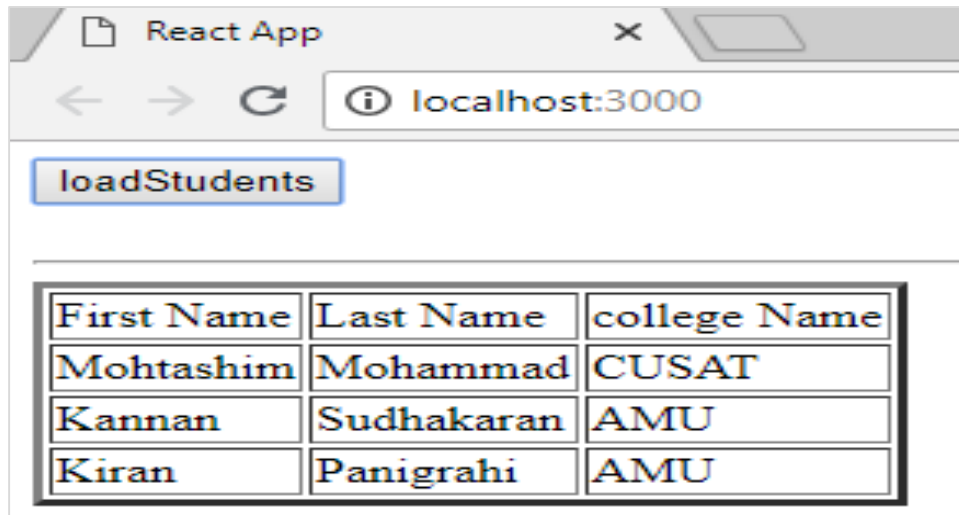 React App
localhost:3000
loadStudents
First Name Last Name college Name
Mohtashim Mohammad CUSAT
Kannan Sudhakaran AMU
Kiran Panigrahi AMU